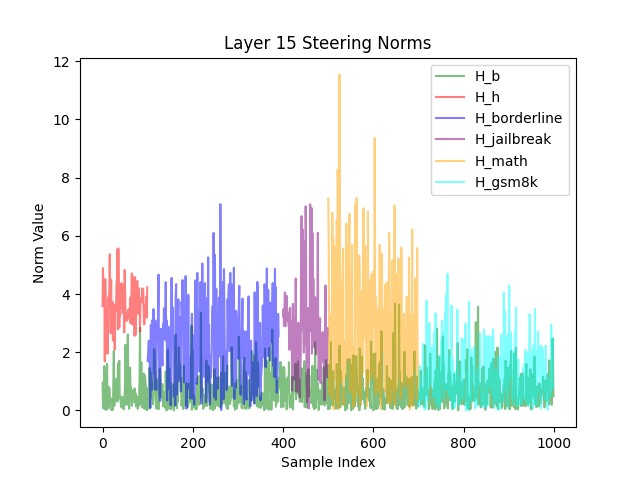 Layer 15 Steering Norms
12
10
8
6
4
2
0
Norm Value
0
200
400
600
800
1000
Sample Index
H_b
H_h
H_borderline
H_jailbreak
H_math
H_gsm8k